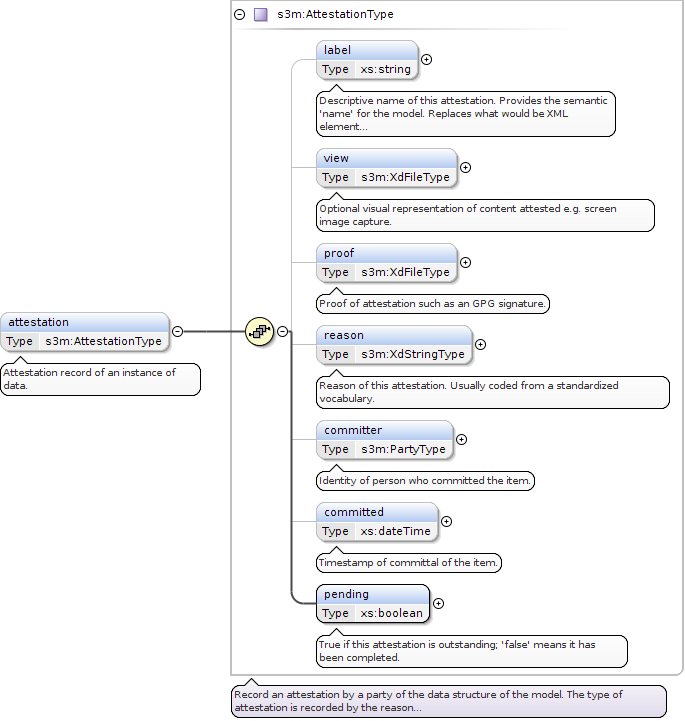 s3m:AttestationType
label
Type xs:string
Descriptive name of this attestation. Provides the semantic
'name' for the model. Replaces what would be XML
element...
view
Type s3m:XdFileType
Optional visual representation of content attested e.g. screen
image capture.
proof
Type s3m:XdFileType
Proof of attestation such as an GPG signature.
attestation
Type s3m:AttestationType
Attestation record of an instance of
data.
reason
Type s3m:XdStringType
Reason of this attestation. Usually coded from a standardized
vocabulary.
committer
Type s3m:PartyType
Identity of person who committed the item.
committed
Type xs:dateTime
Timestamp of committal of the item.
pending
Type xs:boolean
True if this attestation is outstanding; 'false' means it has
been completed.
Record an attestation by a party of the data structure of the model. The type of
attestation is recorded by the reason...